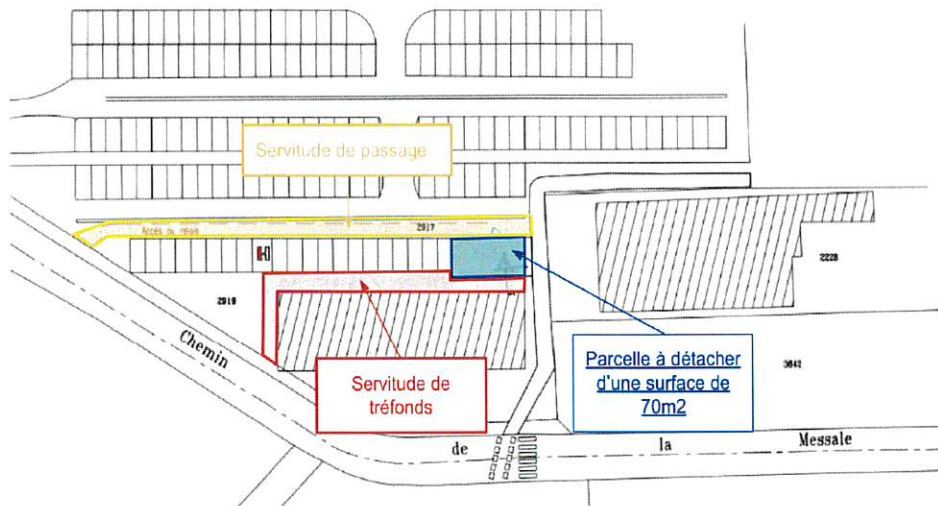 Servitude de passage
Accès au relais
2917
H
2228
2919
Chemin
Servitude de
tréfonds
Parcelle à détacher
d'une surface de
70m2
3842
de
la
Messale